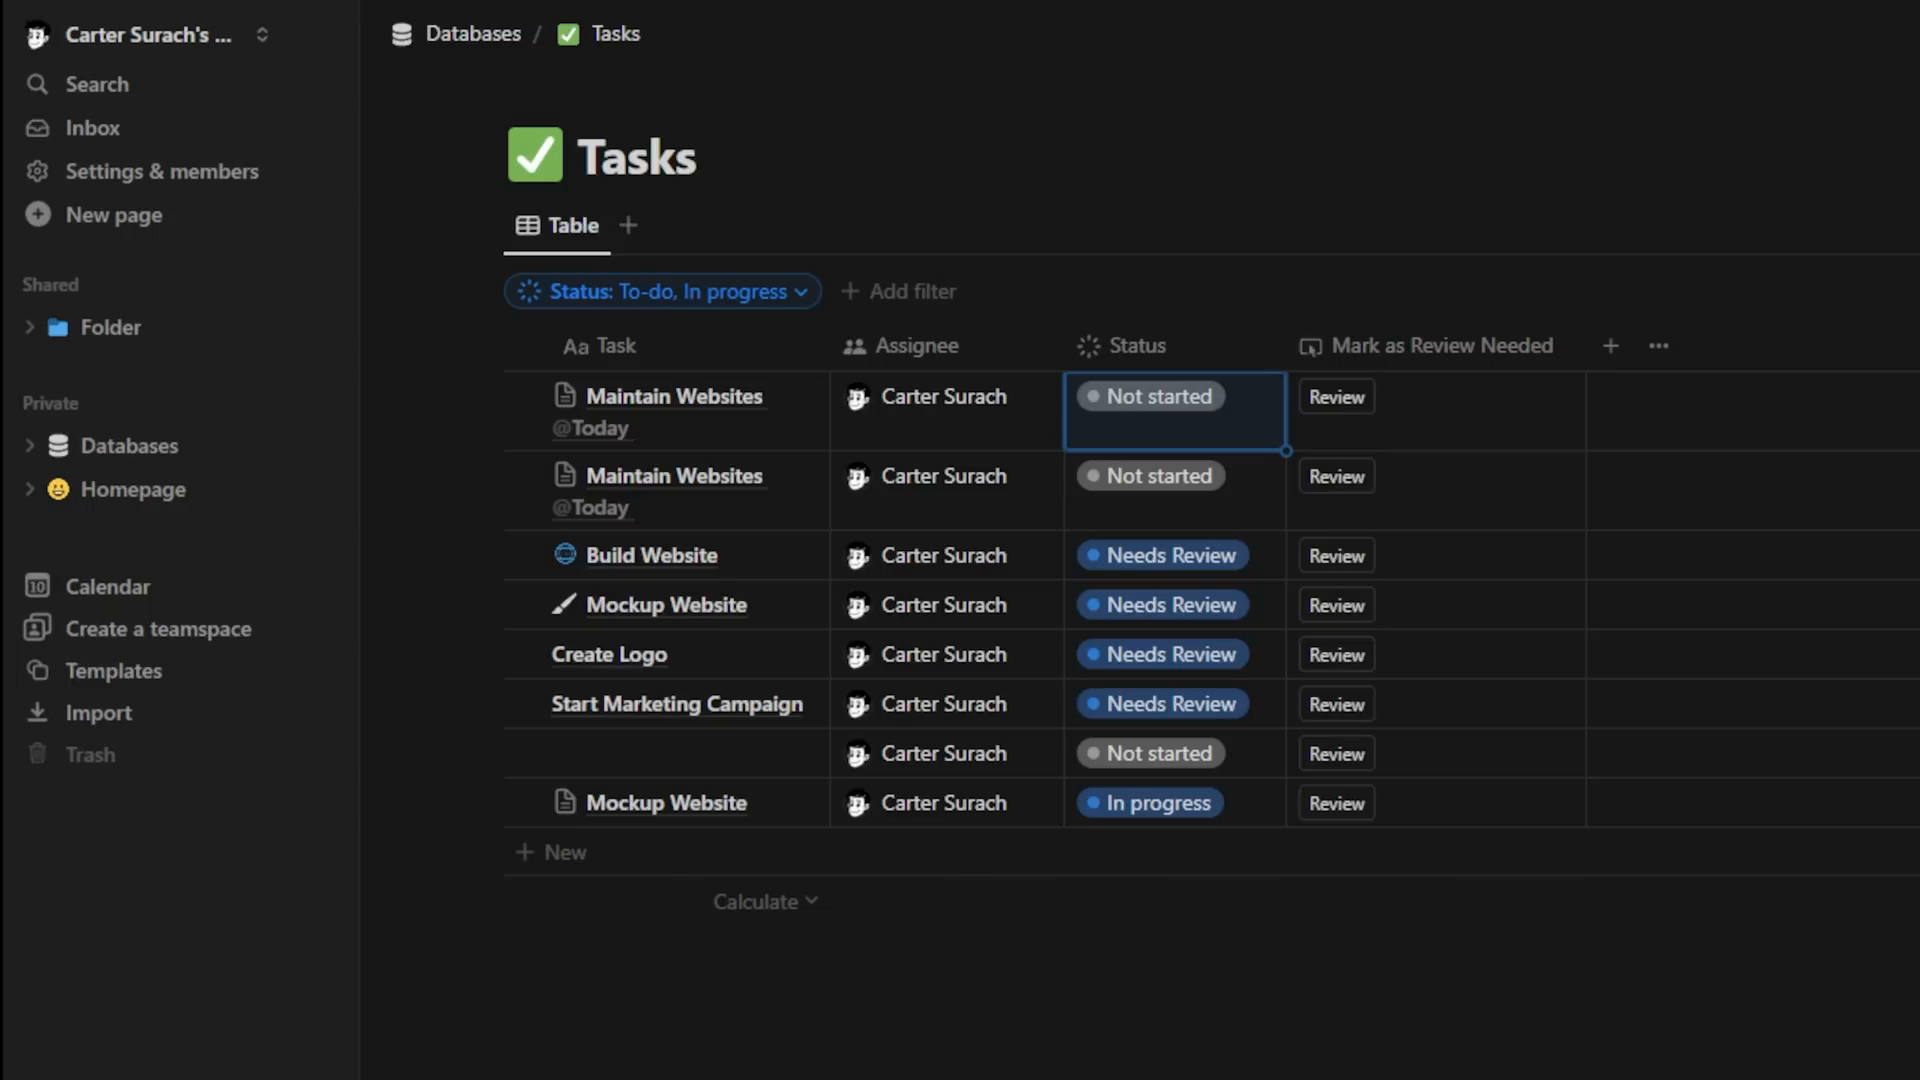 Carter Surach's ...
Search
Inbox
Settings & members
New page
Shared
Folder
Private
Databases
Homepage
10 Calendar
Create a teamspace
Templates
Import
Trash
Databases / Tasks
Tasks
Table +
Status: To-do, In progress + Add filter
Aa Task Assignee Status Mark as Review Needed + •••
Maintain Websites Carter Surach Not started Review
@Today
Maintain Websites Carter Surach Not started Review
@Today
Build Website Carter Surach Needs Review Review
Mockup Website Carter Surach Needs Review Review
Create Logo Carter Surach Needs Review Review
Start Marketing Campaign Carter Surach Needs Review Review
Carter Surach Not started Review
Mockup Website Carter Surach In progress Review
+ New
Calculate